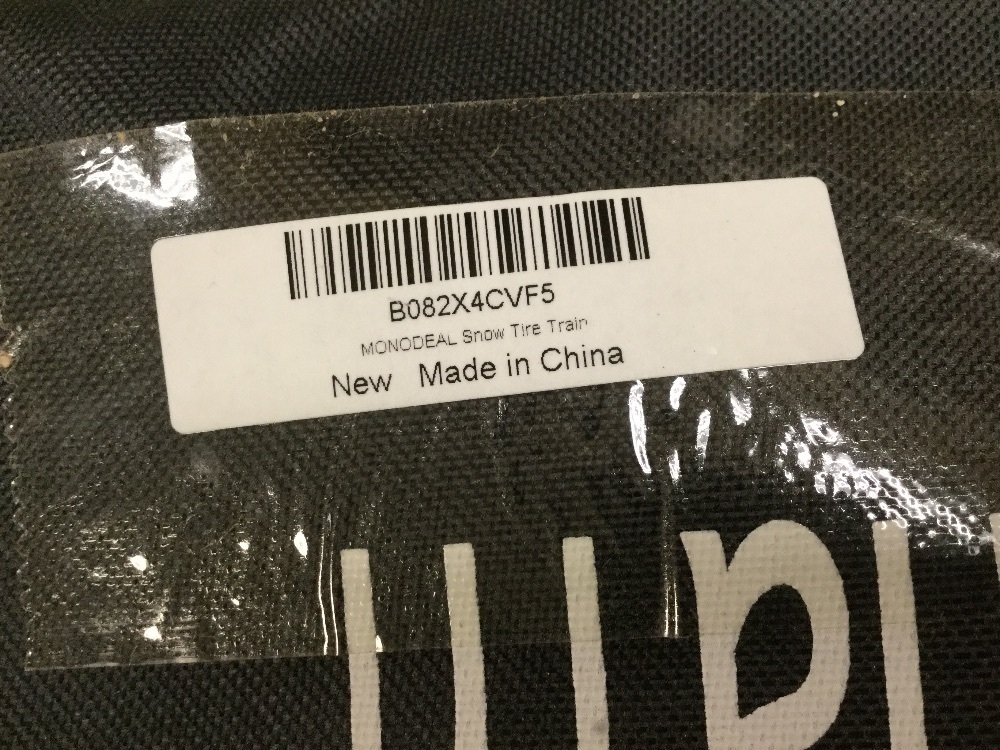 B082X4CVF5
MONODEAL Snow Tire Train
New Made in China